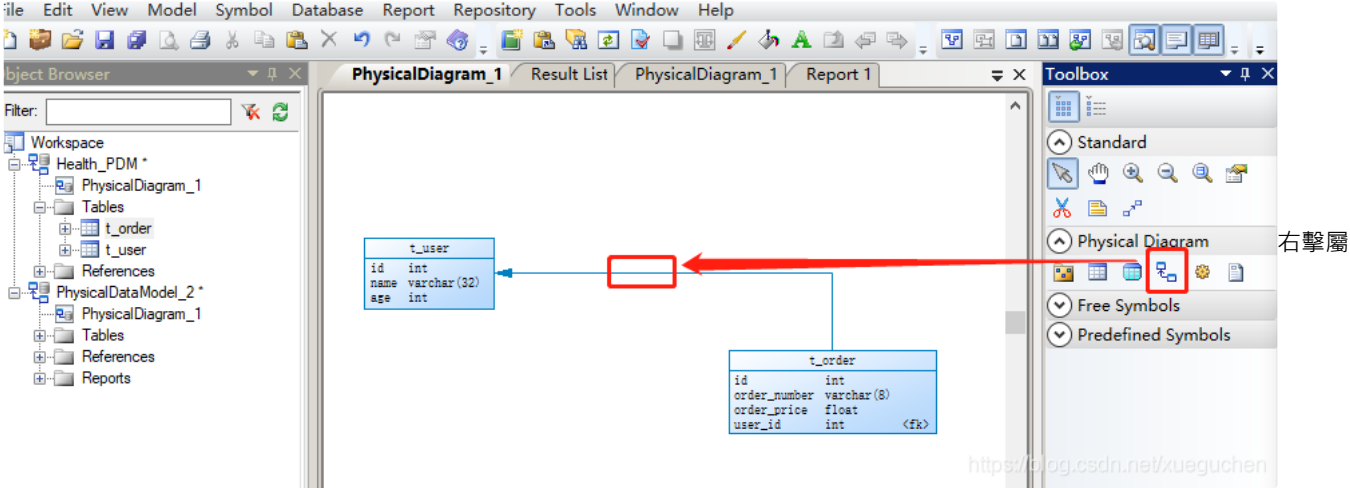 File Edit View Model Symbol Database Report Repository Tools Window Help
Object Browser
PhysicalDiagram_1 Result List PhysicalDiagram_1 Report 1
Toolbox
Filter:
Workspace
Health_PDM *
PhysicalDiagram_1
Tables
t_order
t_user
References
PhysicalDataModel_2 *
PhysicalDiagram_1
Tables
References
Reports
t_user
id int
name varchar(32)
age int
t_order
id int
order_number varchar(8)
order_price float
user_id int <fk>
Standard
Physical Diagram
Free Symbols
Predefined Symbols
右擊屬
https://blog.csdn.net/xueguchen